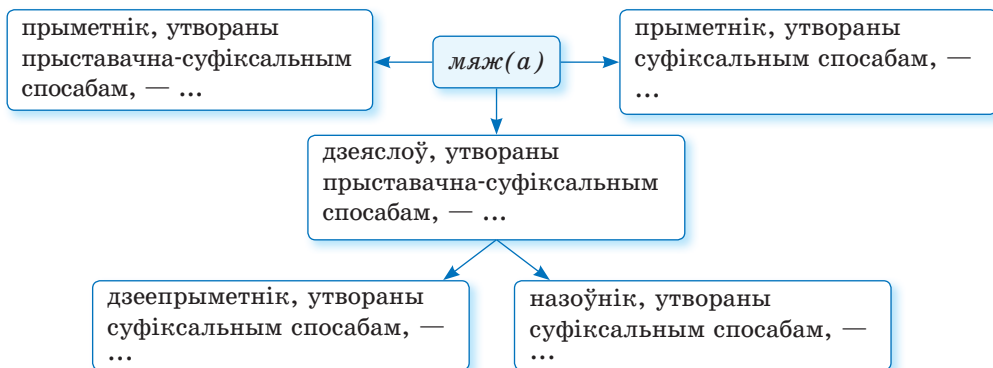 прыметнік, утвораны
прыставачна-суфіксальным
спосабам, — ...
мяж(а)
прыметнік, утвораны
суфіксальным спосабам, —
...
дзеяслоў, утвораны
прыставачна-суфіксальным
спосабам, — ...
дзеепрыметнік, утвораны
суфіксальным спосабам, —
...
назоўнік, утвораны
суфіксальным спосабам, —
...